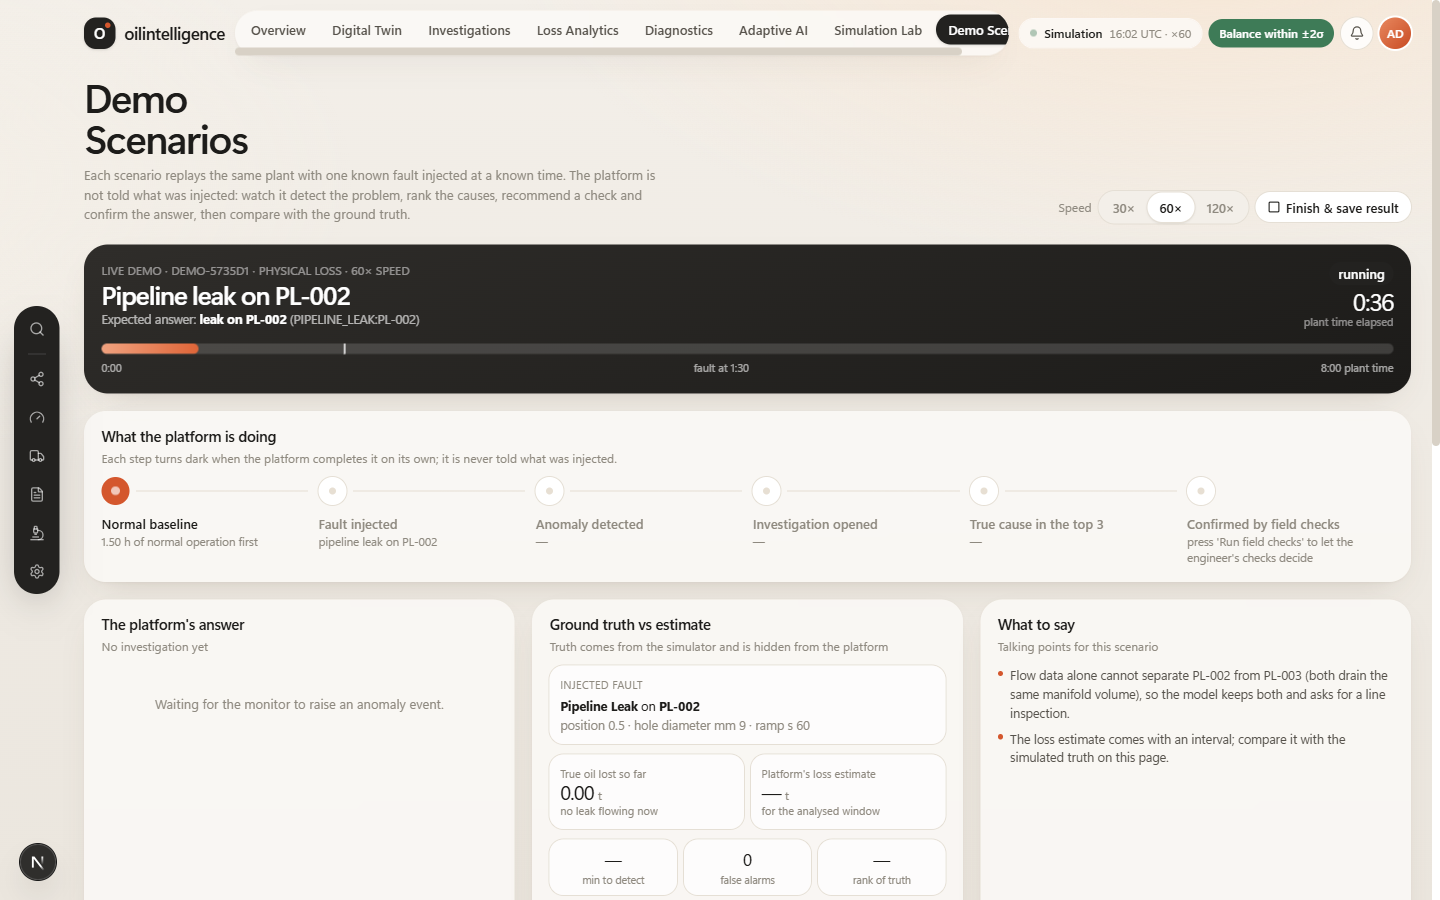 oilintelligence
Overview
Digital Twin
Investigations
Loss Analytics
Diagnostics
Adaptive AI
Simulation Lab
Demo Sce
Simulation 16:02 UTC · ×60
Balance within ±2σ
AD
Demo
Scenarios
Each scenario replays the same plant with one known fault injected at a known time. The platform is
not told what was injected: watch it detect the problem, rank the causes, recommend a check and
confirm the answer, then compare with the ground truth.
Speed 30× 60× 120×
Finish & save result
LIVE DEMO · DEMO-5735D1 · PHYSICAL LOSS · 60× SPEED
Pipeline leak on PL-002
Expected answer: leak on PL-002 (PIPELINE_LEAK:PL-002)
running
0:36
plant time elapsed
0:00
fault at 1:30
8:00 plant time
What the platform is doing
Each step turns dark when the platform completes it on its own; it is never told what was injected.
Normal baseline
1.50 h of normal operation first
Fault injected
pipeline leak on PL-002
Anomaly detected
—
Investigation opened
—
True cause in the top 3
—
Confirmed by field checks
press 'Run field checks' to let the
engineer's checks decide
The platform's answer
No investigation yet
Waiting for the monitor to raise an anomaly event.
Ground truth vs estimate
Truth comes from the simulator and is hidden from the platform
INJECTED FAULT
Pipeline Leak on PL-002
position 0.5 · hole diameter mm 9 · ramp s 60
True oil lost so far
0.00 t
no leak flowing now
Platform's loss estimate
— t
for the analysed window
—
min to detect
0
false alarms
—
rank of truth
What to say
Talking points for this scenario
Flow data alone cannot separate PL-002 from PL-003 (both drain the
same manifold volume), so the model keeps both and asks for a line
inspection.
The loss estimate comes with an interval; compare it with the
simulated truth on this page.
N